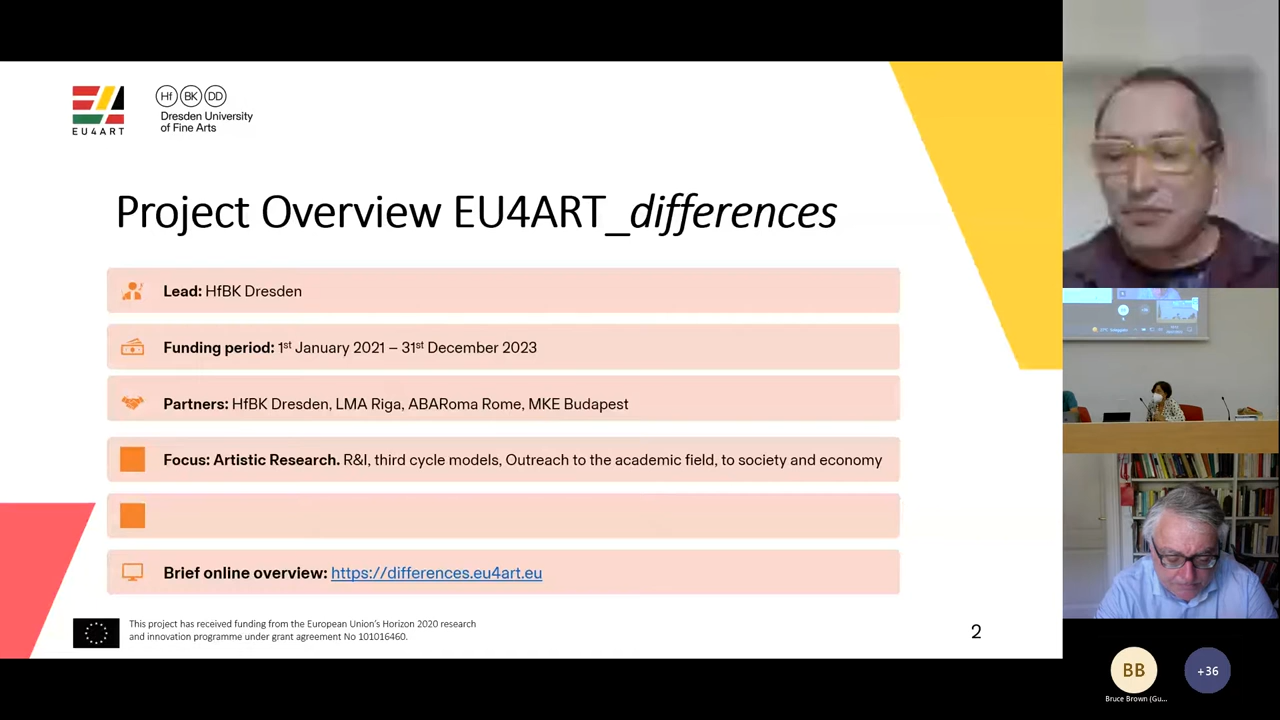 EU4ART
Hf BK DD
Dresden University
of Fine Arts
Project Overview EU4ART_differences
Lead: HfBK Dresden
Funding period: 1st January 2021 – 31st December 2023
Partners: HfBK Dresden, LMA Riga, ABARoma Rome, MKE Budapest
Focus: Artistic Research. R&I, third cycle models, Outreach to the academic field, to society and economy
Brief online overview: https://differences.eu4art.eu
This project has received funding from the European Union's Horizon 2020 research
and innovation programme under grant agreement No 101016460.
2
BB
+36
Bruce Brown (Gu...